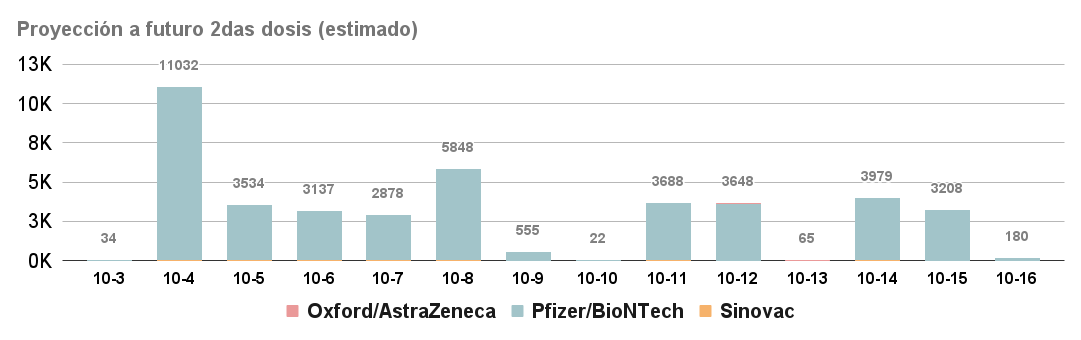 Proyección a futuro 2das dosis (estimado)
13K
11032
10K
8K
5848
5K
3534
3137
2878
3688
3648
3979
3208
3K
34
555
22
65
180
0K
10-3 10-4 10-5 10-6 10-7 10-8 10-9 10-10 10-11 10-12 10-13 10-14 10-15 10-16
Oxford/AstraZeneca Pfizer/BioNTech Sinovac